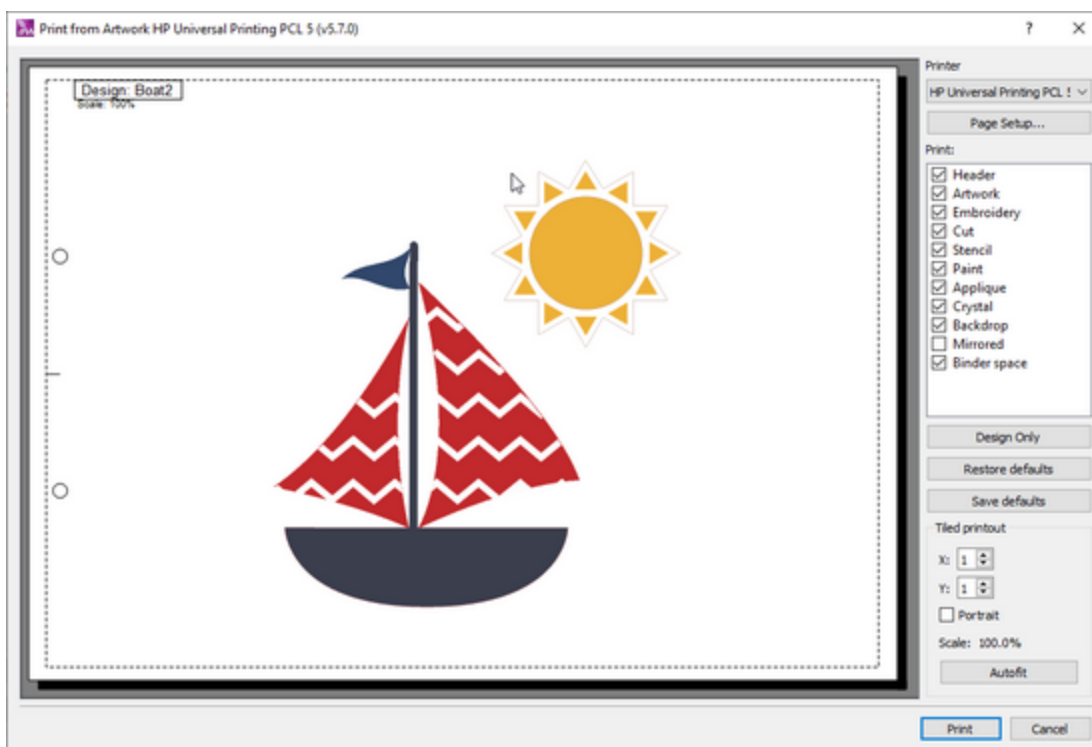 Print from Artwork HP Universal Printing PCL 5 (v5.7.0)
?
Design: Boat2
Scale: 100%
Printer
HP Universal Printing PCL 5
Page Setup...
Print:
Header
Artwork
Embroidery
Cut
Stencil
Paint
Applique
Crystal
Backdrop
Mirrored
Binder space
Design Only
Restore defaults
Save defaults
Tiled printout
X: 1
Y: 1
Portrait
Scale: 100.0%
Autofit
Print Cancel